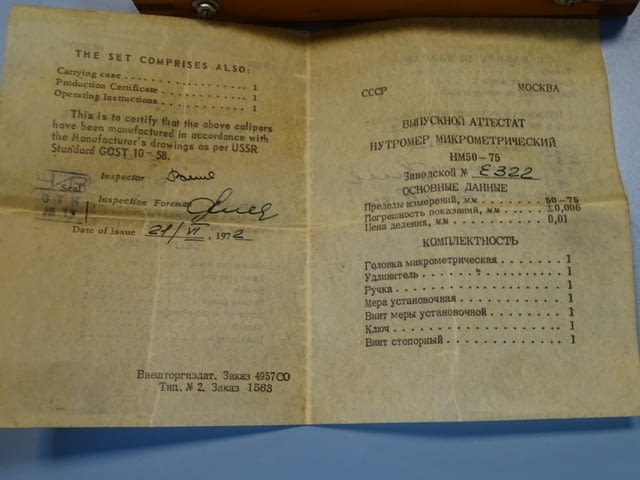 THE SET COMPRISES ALSO:
Carrying case . . . . . . . . . . . . . 1
Production Certificate . . . . . . . . . 1
Operating Instructions . . . . . . . . . 1
This is to certify that the above calipers
have been manufactured in accordance with
the Manufacturer's drawings as per USSR
Standard GOST 10-58.
Inspector
Seal
ОТК
Inspection Foreman
Date of issue 21/VI, 1972
Внешторгиздат. Заказ 4957СО
Тип. № 2. Заказ 1563
СССР МОСКВА
ВЫПУСКНОЙ АТТЕСТАТ
НУТРОМЕР МИКРОМЕТРИЧЕСКИЙ
НМ50-75
Заводской № Е322
ОСНОВНЫЕ ДАННЫЕ
Пределы измерений, мм . . . . . . . 50-75
Погрешность показаний, мм . . . . . ±0,006
Цена деления, мм . . . . . . . . . . 0,01
КОМПЛЕКТНОСТЬ
Головка микрометрическая . . . . . . . 1
Удлинитель . . . . . . . . . . . . . . 1
Ручка . . . . . . . . . . . . . . . . 1
Мера установочная . . . . . . . . . . 1
Винт меры установочной . . . . . . . . 1
Ключ . . . . . . . . . . . . . . . . . 1
Винт стопорный . . . . . . . . . . . . 1